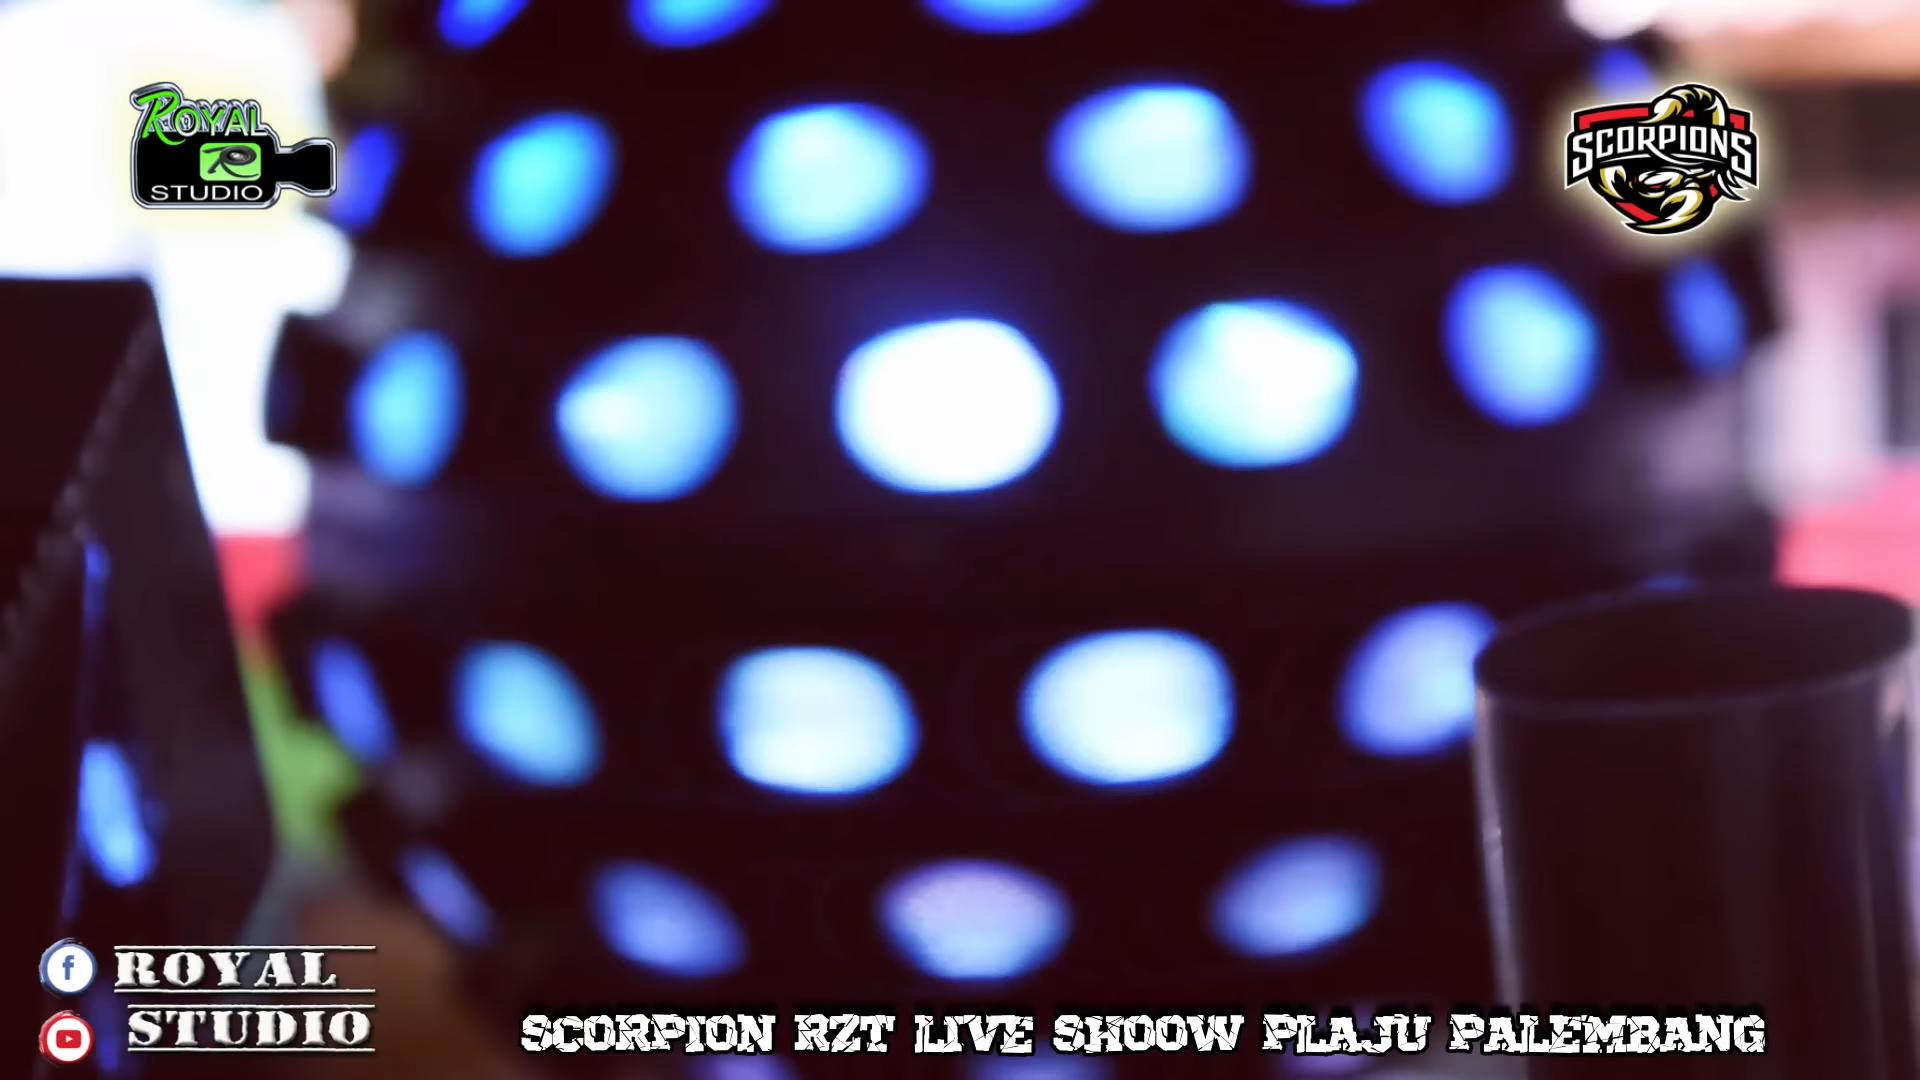 ROYAL
R
STUDIO
SCORPIONS
ROYAL
STUDIO
SCORPION RZT LIVE SHOOW PLAJU PALEMBANG